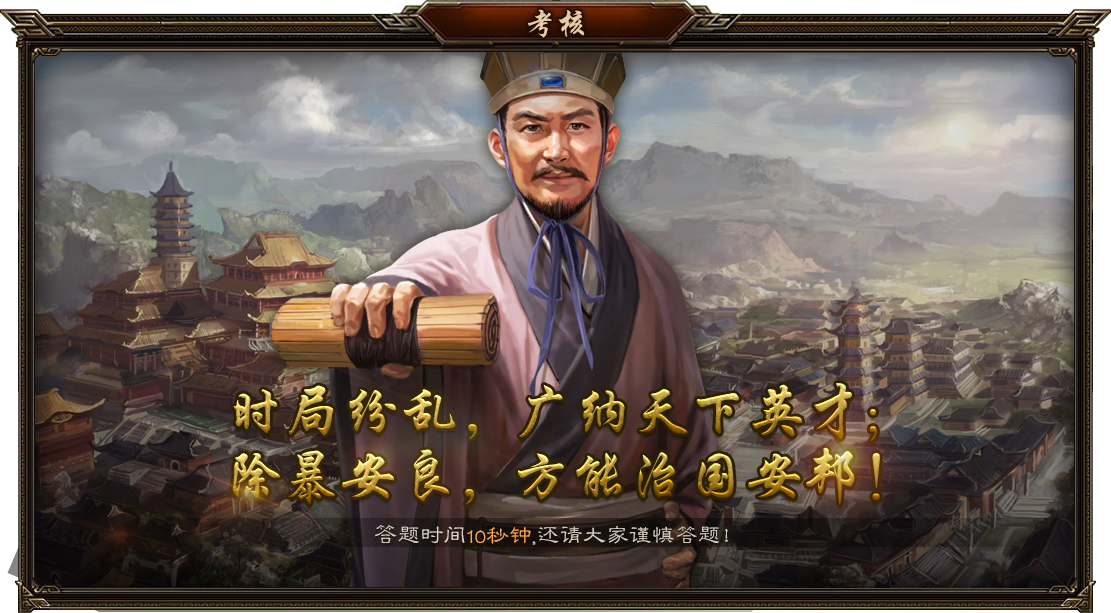 考核
时局纷乱，广纳天下英才；
除暴安良，方能治国安邦！
答题时间10秒钟,还请大家谨慎答题！